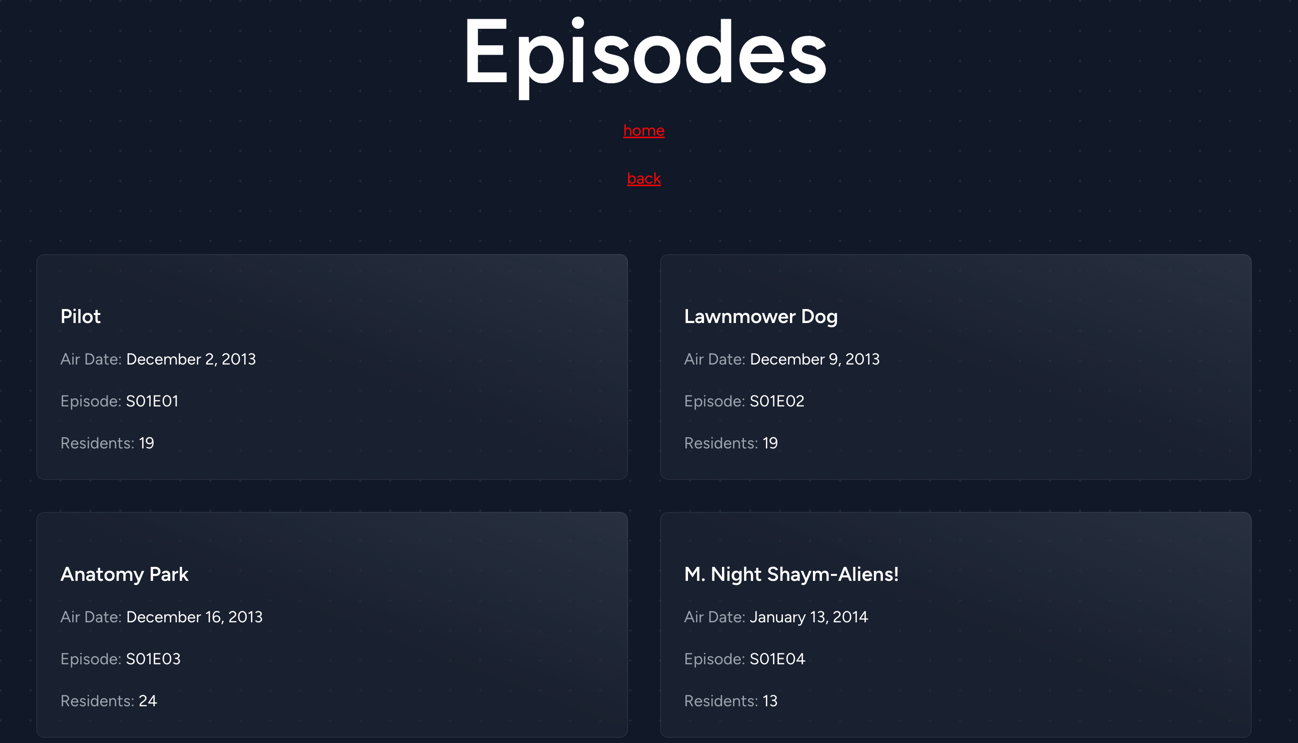 Episodes
home
back
Pilot
Air Date: December 2, 2013
Episode: S01E01
Residents: 19
Lawnmower Dog
Air Date: December 9, 2013
Episode: S01E02
Residents: 19
Anatomy Park
Air Date: December 16, 2013
Episode: S01E03
Residents: 24
M. Night Shaym-Aliens!
Air Date: January 13, 2014
Episode: S01E04
Residents: 13